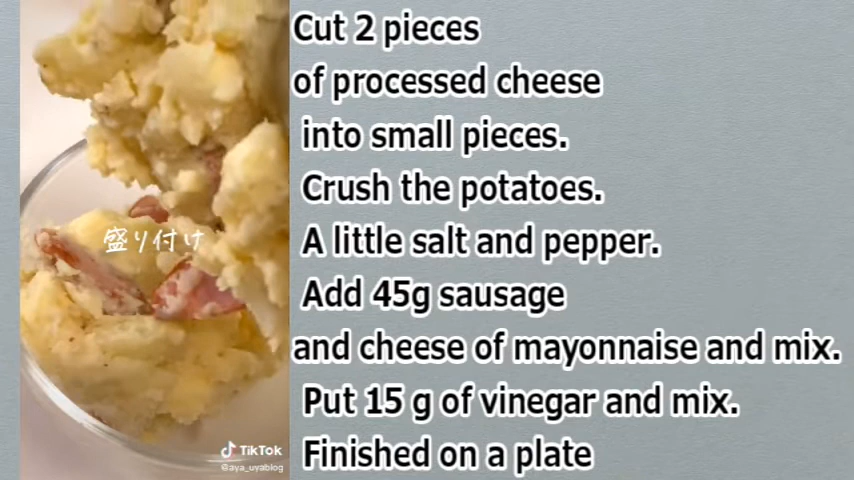 Cut 2 pieces
of processed cheese
into small pieces.
Crush the potatoes.
A little salt and pepper.
Add 45g sausage
and cheese of mayonnaise and mix.
Put 15 g of vinegar and mix.
Finished on a plate
盛り付け
TikTok
@aya_uyablog